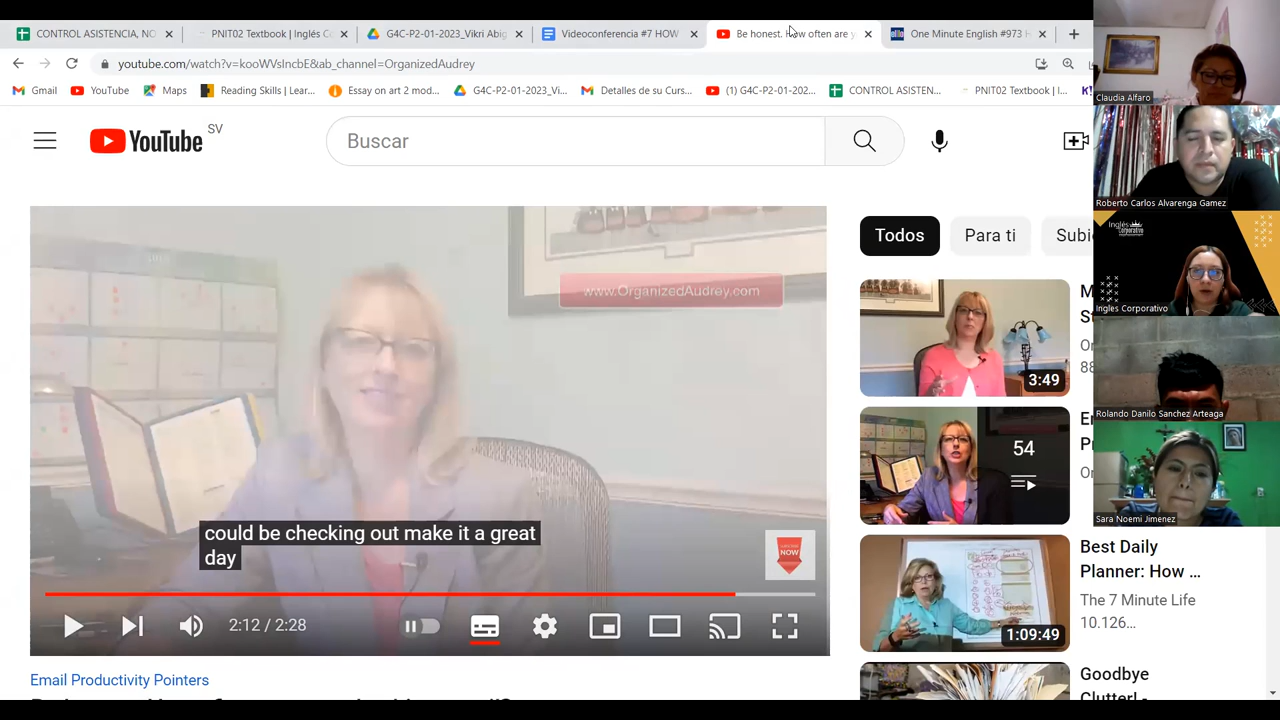 CONTROL ASISTENCIA, NO
PNIT02 Textbook | Inglés C
G4C-P2-01-2023_Vikri Abig
Videoconferencia #7 HOW
Be honest. How often are y
One Minute English #973 H
youtube.com/watch?v=kooWVsIncbE&ab_channel=OrganizedAudrey
Gmail
YouTube
Maps
Reading Skills | Lear...
Essay on art 2 mod...
G4C-P2-01-2023_Vi...
Detalles de su Curs...
(1) G4C-P2-01-202...
CONTROL ASISTEN...
PNIT02 Textbook | In...
YouTube SV
Buscar
www.OrganizedAudrey.com
could be checking out make it a great
day
SUBSCRIBE
NOW
2:12 / 2:28
Email Productivity Pointers
Todos
Para ti
Subi
3:49
54
Best Daily
Planner: How ...
The 7 Minute Life
10.126...
1:09:49
Goodbye
Claudia Alfaro
Roberto Carlos Alvarenga Gamez
Inglés
Corporativo
Ingles Corporativo
Rolando Danilo Sanchez Arteaga
Sara Noemi Jimenez